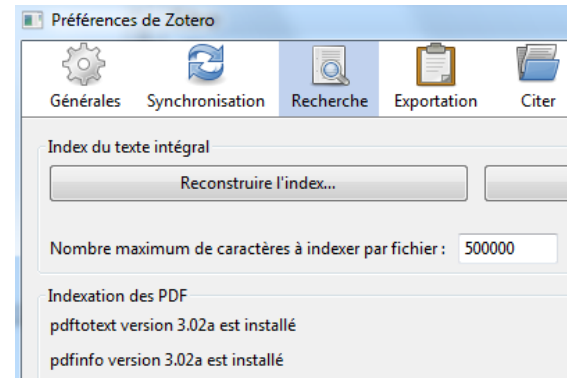 Préférences de Zotero
Générales Synchronisation Recherche Exportation Citer
Index du texte intégral
Reconstruire l'index...
Nombre maximum de caractères à indexer par fichier : 500000
Indexation des PDF
pdftotext version 3.02a est installé
pdfinfo version 3.02a est installé